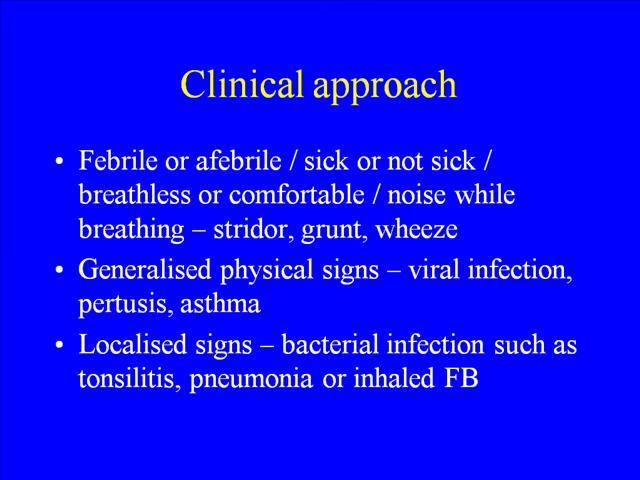 Clinical approach
• Febrile or afebrile / sick or not sick /
breathless or comfortable / noise while
breathing – stridor, grunt, wheeze
• Generalised physical signs – viral infection,
pertusis, asthma
• Localised signs – bacterial infection such as
tonsilitis, pneumonia or inhaled FB